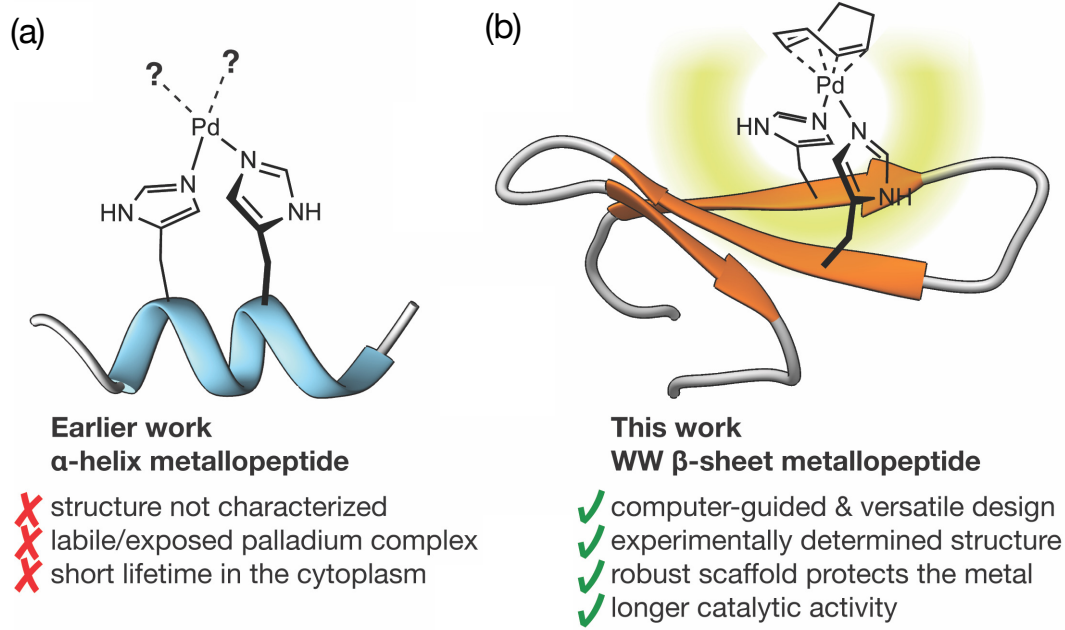 (a)
?
?
Pd
N
N
HN
NH
Earlier work
α-helix metallopeptide
✗ structure not characterized
✗ labile/exposed palladium complex
✗ short lifetime in the cytoplasm
(b)
Pd
HN
N
N
NH
This work
WW β-sheet metallopeptide
✓ computer-guided & versatile design
✓ experimentally determined structure
✓ robust scaffold protects the metal
✓ longer catalytic activity